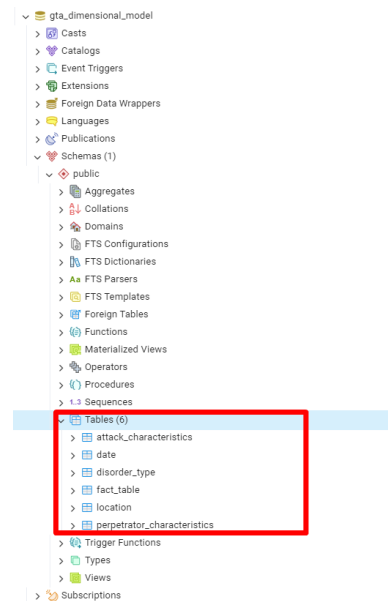 gta_dimensional_model
Casts
Catalogs
Event Triggers
Extensions
Foreign Data Wrappers
Languages
Publications
Schemas (1)
public
Aggregates
Collations
Domains
FTS Configurations
FTS Dictionaries
Aa FTS Parsers
FTS Templates
Foreign Tables
Functions
Materialized Views
Operators
Procedures
1..3 Sequences
Tables (6)
attack_characteristics
date
disorder_type
fact_table
location
perpetrator_characteristics
Trigger Functions
Types
Views
Subscriptions